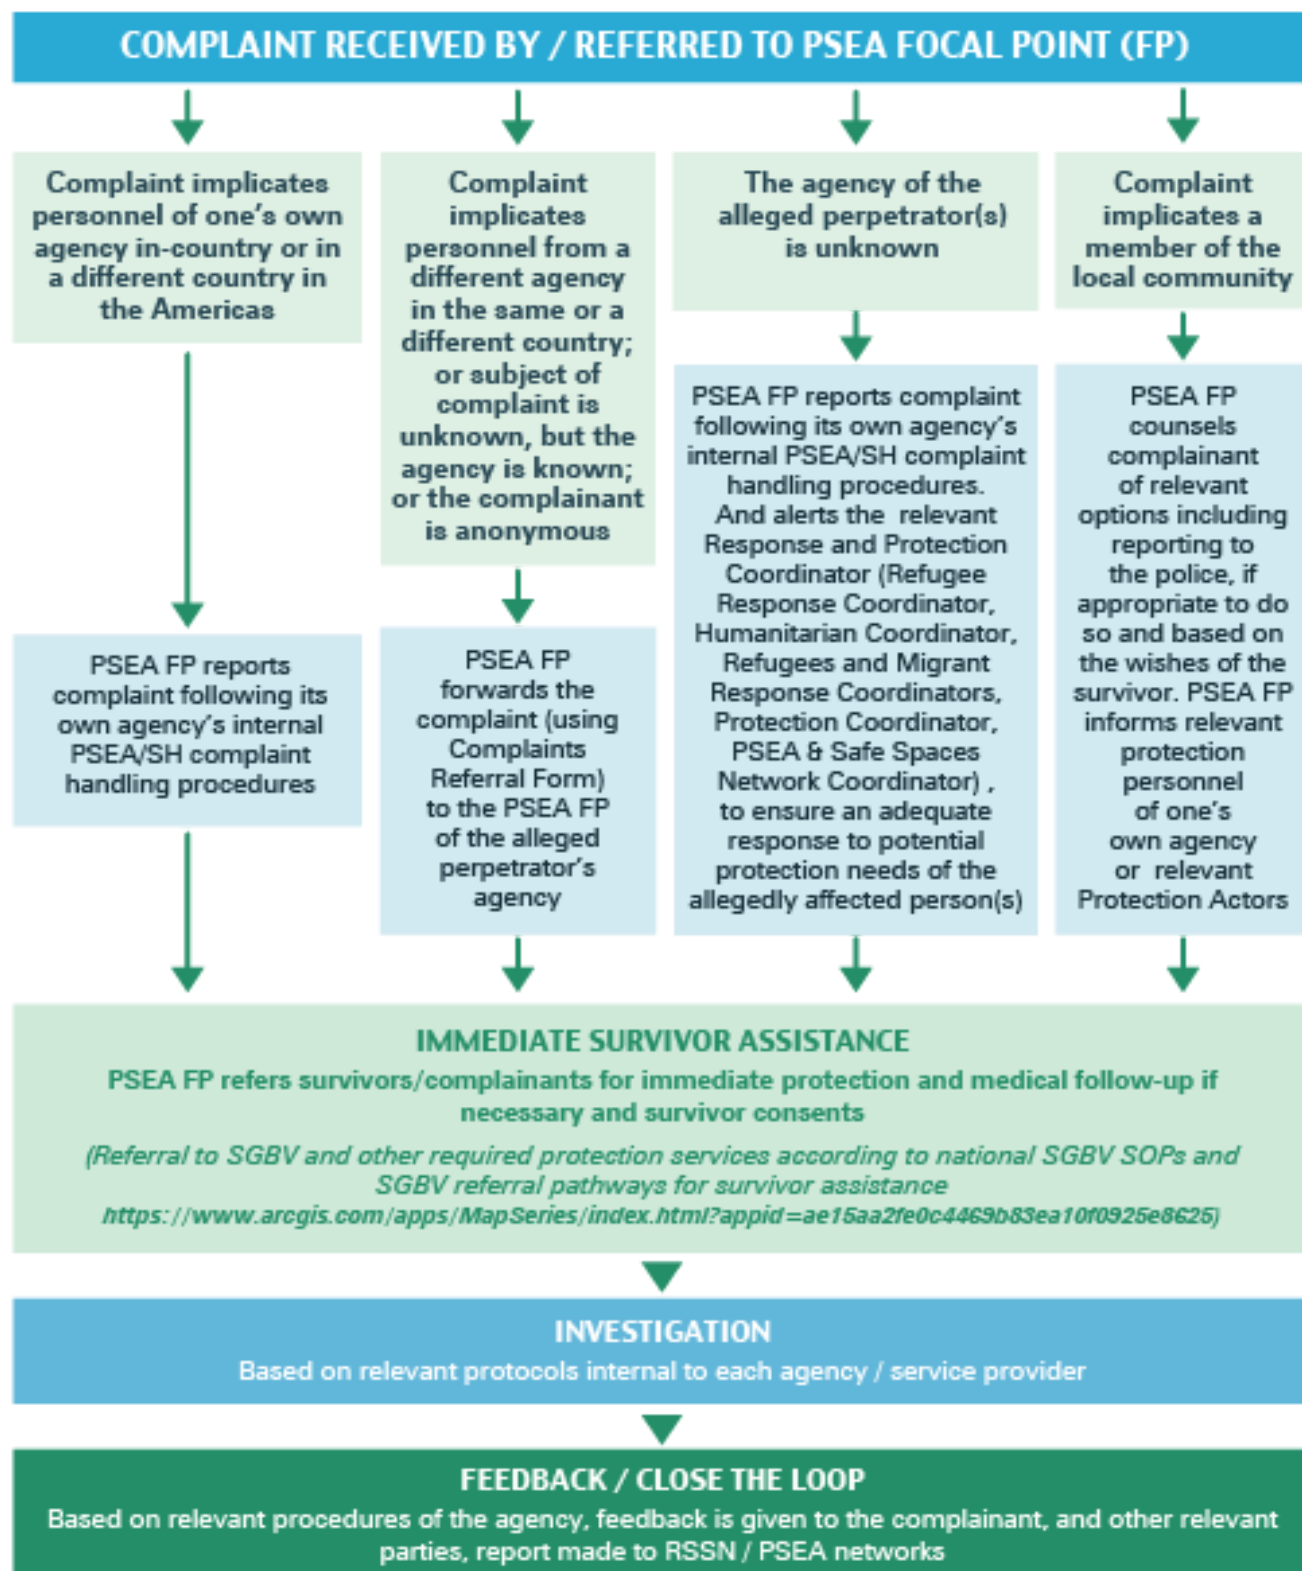 COMPLAINT RECEIVED BY / REFERRED TO PSEA FOCAL POINT (FP)
Complaint implicates
personnel of one's own
agency in-country or in
a different country in
the Americas
PSEA FP reports
complaint following its
own agency's internal
PSEA/SH complaint
handling procedures
Complaint
implicates
personnel from a
different agency
in the same or a
different country;
or subject of
complaint is
unknown, but the
agency is known;
or the complainant
is anonymous
PSEA FP
forwards the
complaint (using
Complaints
Referral Form)
to the PSEA FP
of the alleged
perpetrator's
agency
The agency of the
alleged perpetrator(s)
is unknown
PSEA FP reports complaint
following its own agency's
internal PSEA/SH complaint
handling procedures.
And alerts the relevant
Response and Protection
Coordinator (Refugee
Response Coordinator,
Humanitarian Coordinator,
Refugees and Migrant
Response Coordinators,
Protection Coordinator,
PSEA & Safe Spaces
Network Coordinator) ,
to ensure an adequate
response to potential
protection needs of the
allegedly affected person(s)
Complaint
implicates a
member of the
local community
PSEA FP
counsels
complainant
of relevant
options including
reporting to
the police, if
appropriate to do
so and based on
the wishes of the
survivor. PSEA FP
informs relevant
protection
personnel
of one's
own agency
or relevant
Protection Actors
IMMEDIATE SURVIVOR ASSISTANCE
PSEA FP refers survivors/complainants for immediate protection and medical follow-up if
necessary and survivor consents
(Referral to SGBV and other required protection services according to national SGBV SOPs and
SGBV referral pathways for survivor assistance
https://www.arcgis.com/apps/MapSeries/index.html?appid=ae15aa2fe0c4469b83ea10f0925e8625)
INVESTIGATION
Based on relevant protocols internal to each agency / service provider
FEEDBACK / CLOSE THE LOOP
Based on relevant procedures of the agency, feedback is given to the complainant, and other relevant
parties, report made to RSSN / PSEA networks